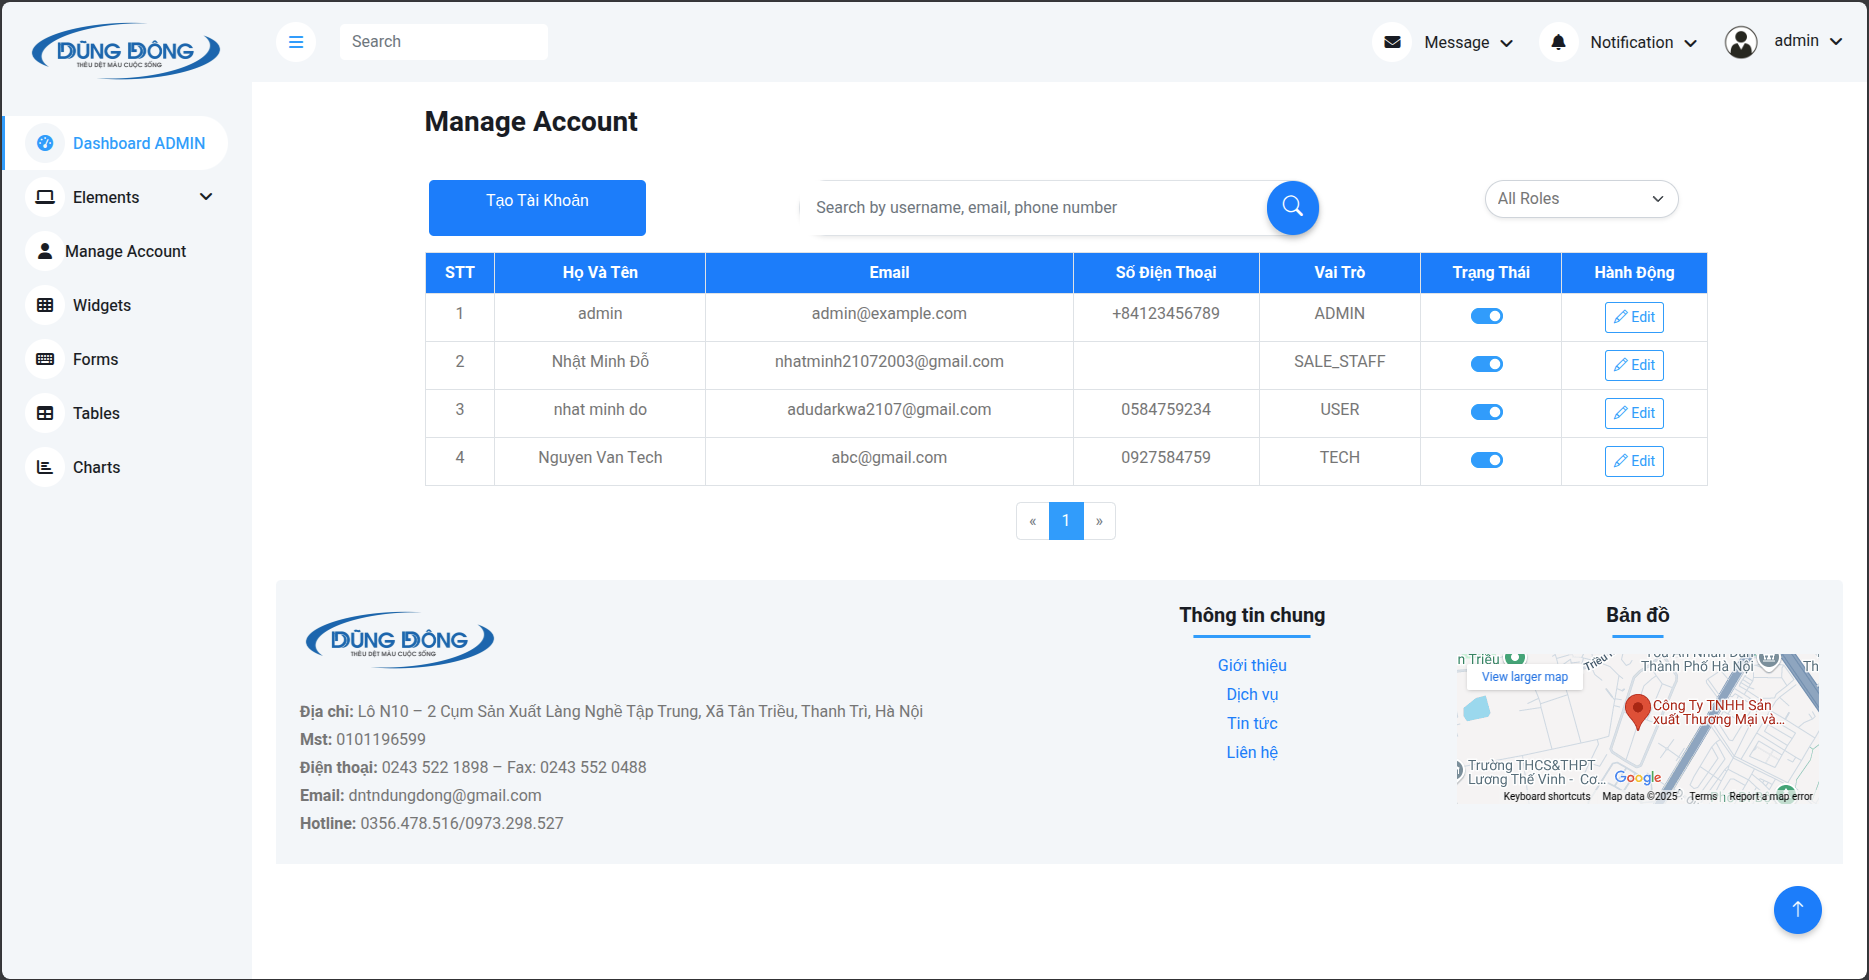 DŨNG ĐÔNG
THÊU DỆT MÀU CUỘC SỐNG
Search
Message
Notification
admin
Dashboard ADMIN
Elements
Manage Account
Widgets
Forms
Tables
Charts
Manage Account
Tạo Tài Khoản
Search by username, email, phone number
All Roles
STT Họ Và Tên Email Số Điện Thoại Vai Trò Trạng Thái Hành Động
1 admin admin@example.com +84123456789 ADMIN Edit
2 Nhật Minh Đỗ nhatminh21072003@gmail.com SALE_STAFF Edit
3 nhat minh do adudarkwa2107@gmail.com 0584759234 USER Edit
4 Nguyen Van Tech abc@gmail.com 0927584759 TECH Edit
« 1 »
DŨNG ĐÔNG
THÊU DỆT MÀU CUỘC SỐNG
Địa chỉ: Lô N10 – 2 Cụm Sản Xuất Làng Nghề Tập Trung, Xã Tân Triều, Thanh Trì, Hà Nội
Mst: 0101196599
Điện thoại: 0243 522 1898 – Fax: 0243 552 0488
Email: dntndungdong@gmail.com
Hotline: 0356.478.516/0973.298.527
Thông tin chung
Giới thiệu
Dịch vụ
Tin tức
Liên hệ
Bản đồ
n Triều
Thành Phố Hà Nội
Th
View larger map
Công Ty TNHH Sản
xuất Thương Mại và...
Trường THCS&THPT
Lương Thế Vinh - Cơ...
Google
Keyboard shortcuts Map data ©2025 Terms Report a map error